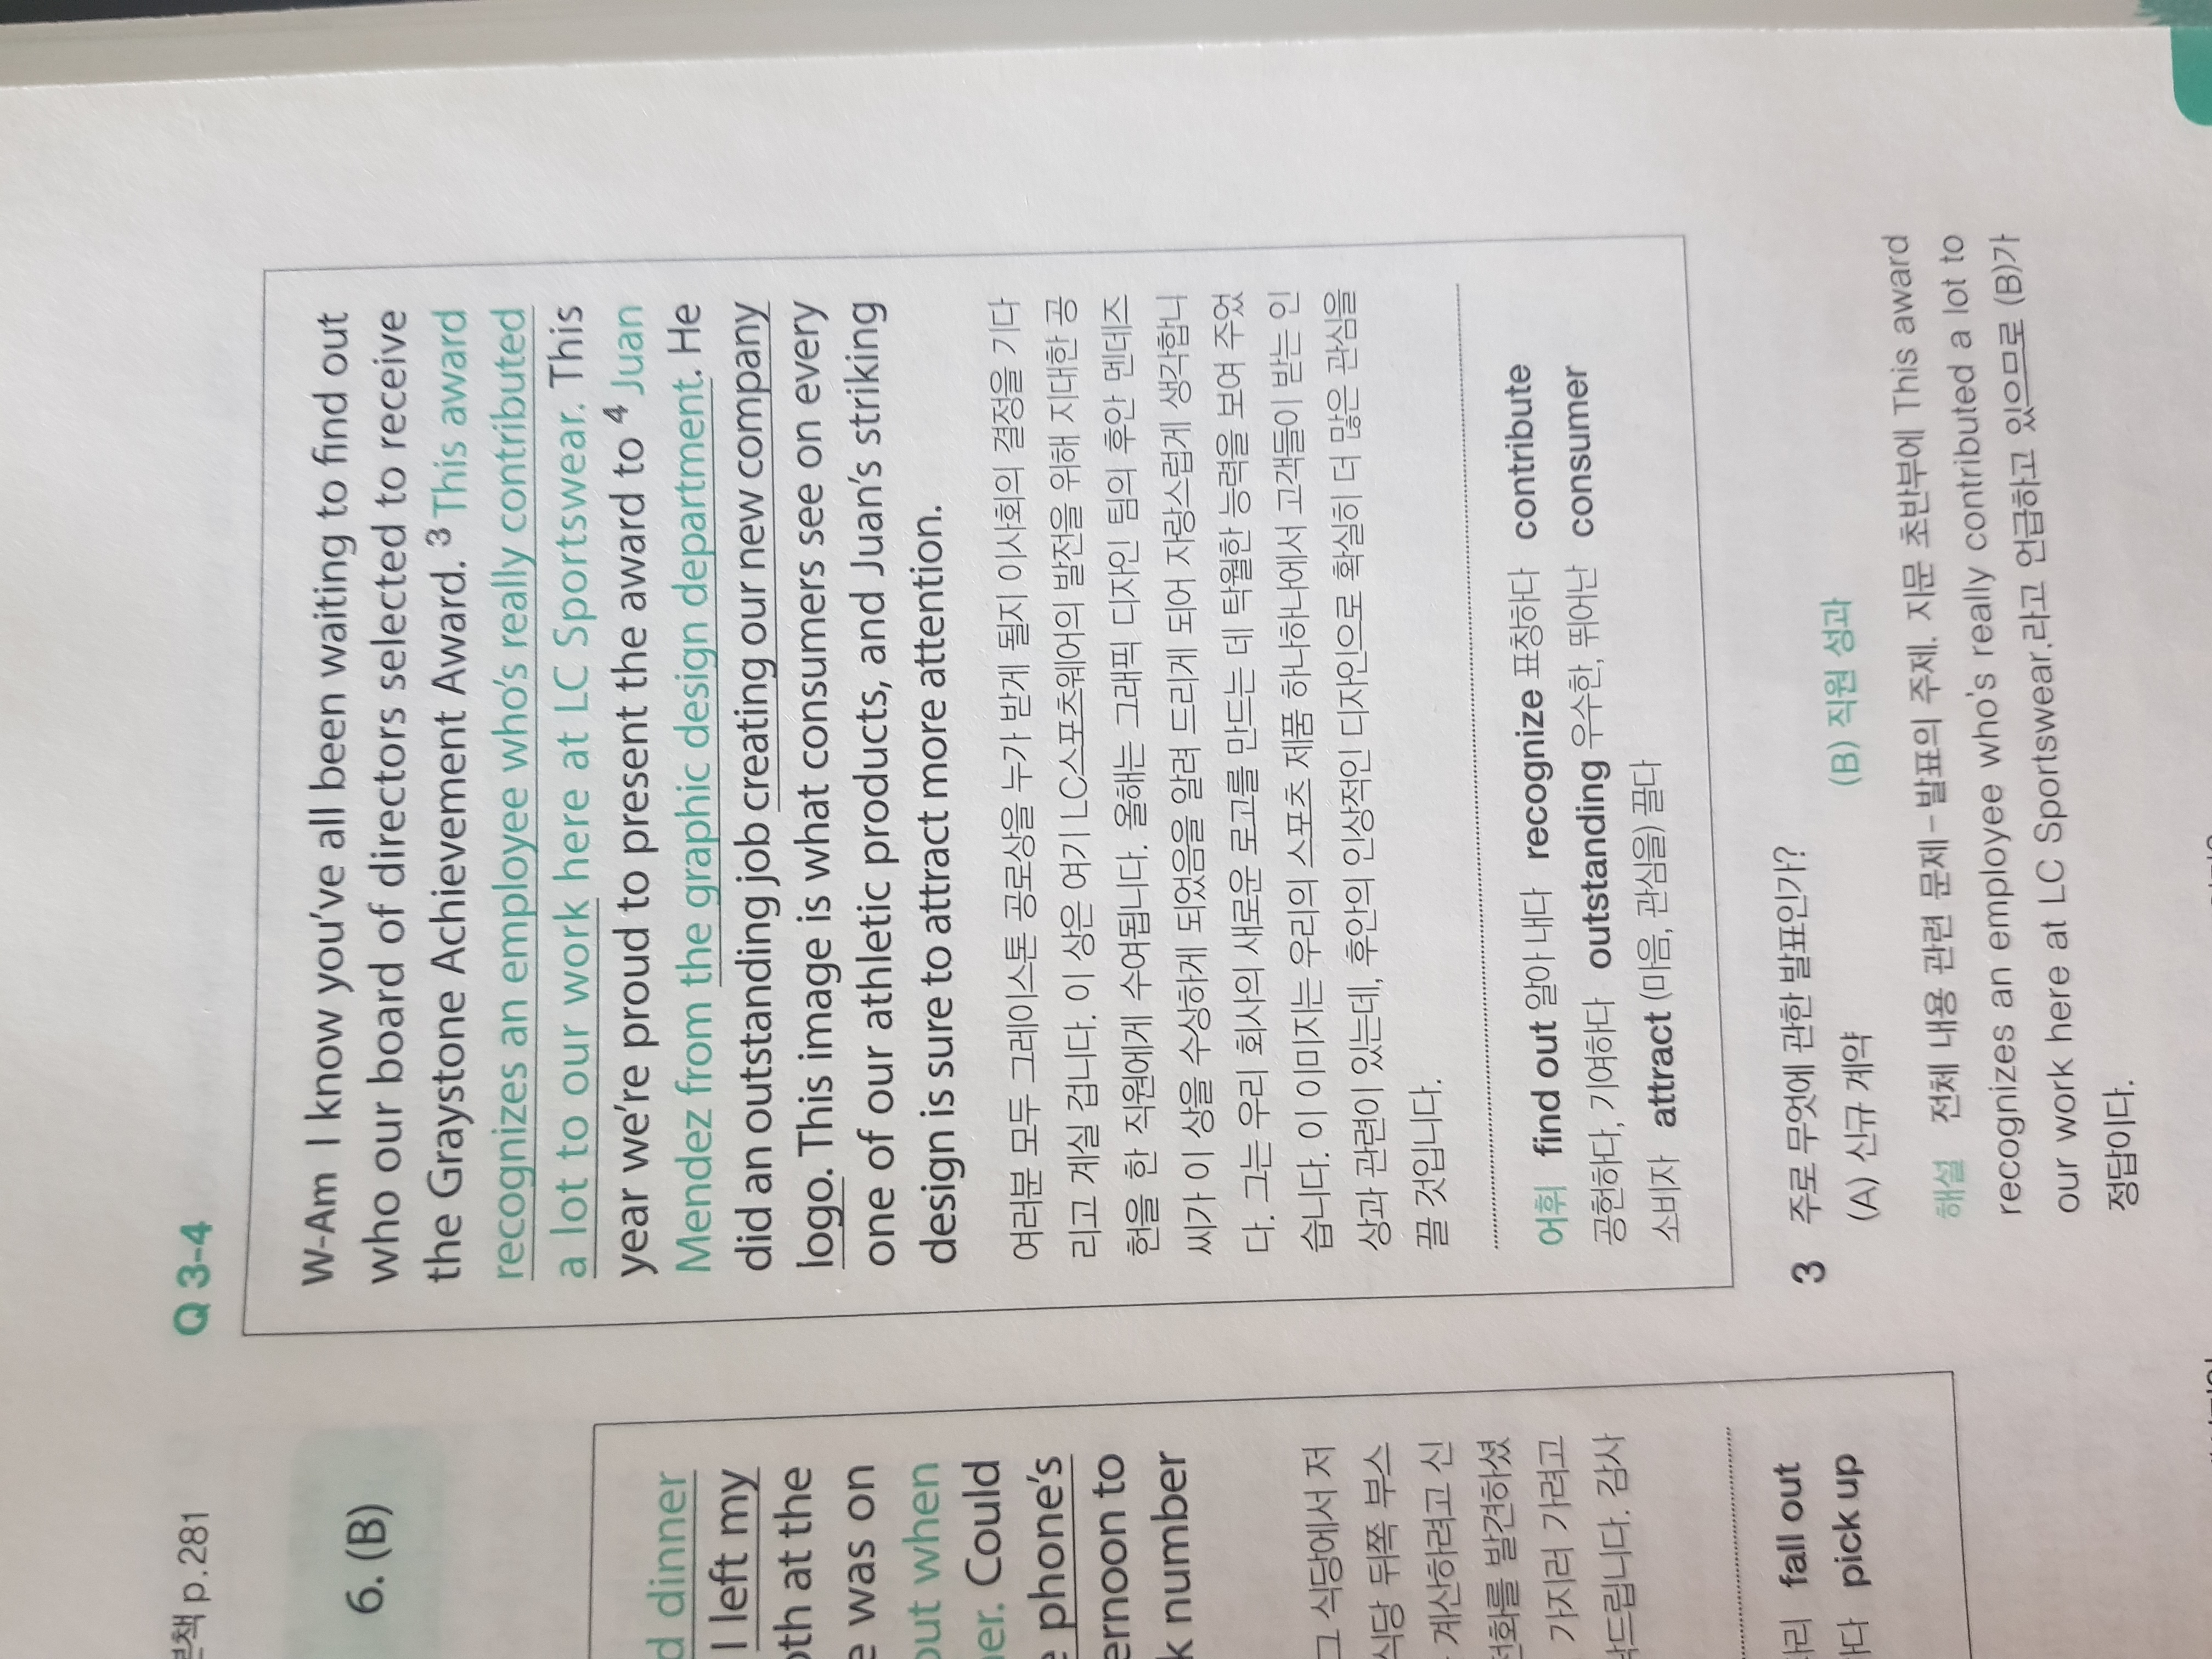 본책 p.281
6. (B)
d dinner
I left my
oth at the
e was on
out when
er. Could
e phone's
ernoon to
k number
그 식당에서 저
식당 뒤쪽 부스
계산하려고 신
전화를 발견하셨
가지러 가려고
락드립니다. 감사
fall out
pick up
Q 3-4
W-Am I know you've all been waiting to find out
who our board of directors selected to receive
the Graystone Achievement Award. 3 This award
recognizes an employee who's really contributed
a lot to our work here at LC Sportswear. This
year we're proud to present the award to 4 Juan
Mendez from the graphic design department. He
did an outstanding job creating our new company
logo. This image is what consumers see on every
one of our athletic products, and Juan's striking
design is sure to attract more attention.
여러분 모두 그레이스톤 공로상을 누가 받게 될지 이사회의 결정을 기다
리고 계실 겁니다. 이 상은 여기 LC스포츠웨어의 발전을 위해 지대한 공
헌을 한 직원에게 수여됩니다. 올해는 그래픽 디자인 팀의 후안 멘데즈
씨가 이 상을 수상하게 되었음을 알려 드리게 되어 자랑스럽게 생각합니
다. 그는 우리 회사의 새로운 로고를 만드는 데 탁월한 능력을 보여 주었
습니다. 이 이미지는 우리의 스포츠 제품 하나하나에서 고객들이 받는 인
상과 관련이 있는데, 후안의 인상적인 디자인으로 확실히 더 많은 관심을
끌 것입니다.
어휘 find out 알아 내다 recognize 표창하다 contribute
공헌하다, 기여하다 outstanding 우수한, 뛰어난 consumer
소비자 attract (마음, 관심을) 끌다
3 주로 무엇에 관한 발표인가?
(A) 신규 계약 (B) 직원 성과
해설 전체 내용 관련 문제-발표의 주제. 지문 초반부에 This award
recognizes an employee who's really contributed a lot to
our work here at LC Sportswear.라고 언급하고 있으므로 (B)가
정답이다.